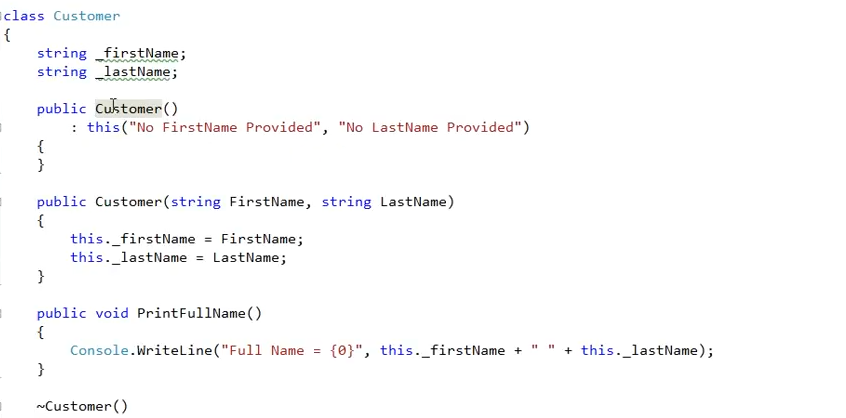 class Customer
{
string _firstName;
string _lastName;
public Customer()
: this("No FirstName Provided", "No LastName Provided")
{
}
public Customer(string FirstName, string LastName)
{
this._firstName = FirstName;
this._lastName = LastName;
}
public void PrintFullName()
{
Console.WriteLine("Full Name = {0}", this._firstName + " " + this._lastName);
}
~Customer()